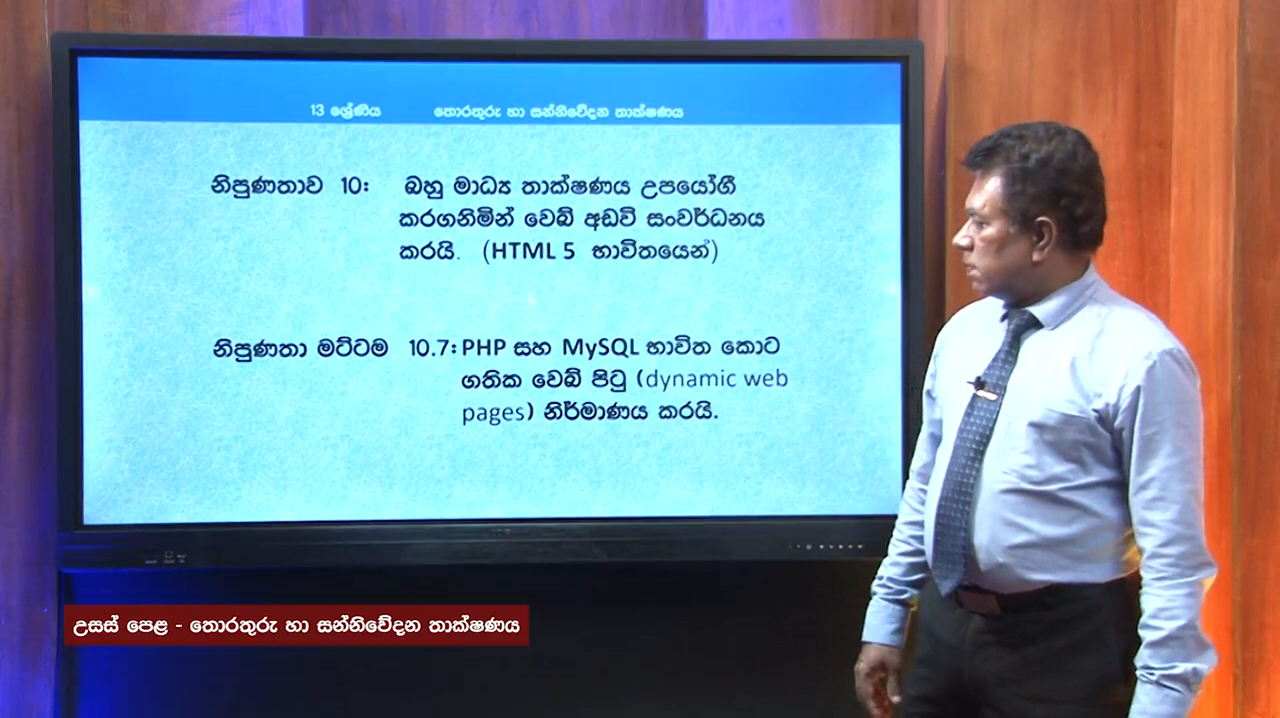 13 ශ්‍රේණිය තොරතුරු හා සන්නිවේදන තාක්ෂණය
නිපුණතාව 10: බහු මාධ්‍ය තාක්ෂණය උපයෝගී
කරගනිමින් වෙබ් අඩවි සංවර්ධනය
කරයි. (HTML 5 භාවිතයෙන්)
නිපුණතා මට්ටම 10.7: PHP සහ MySQL භාවිත කොට
ගතික වෙබ් පිටු (dynamic web
pages) නිර්මාණය කරයි.
උසස් පෙළ - තොරතුරු හා සන්නිවේදන තාක්ෂණය